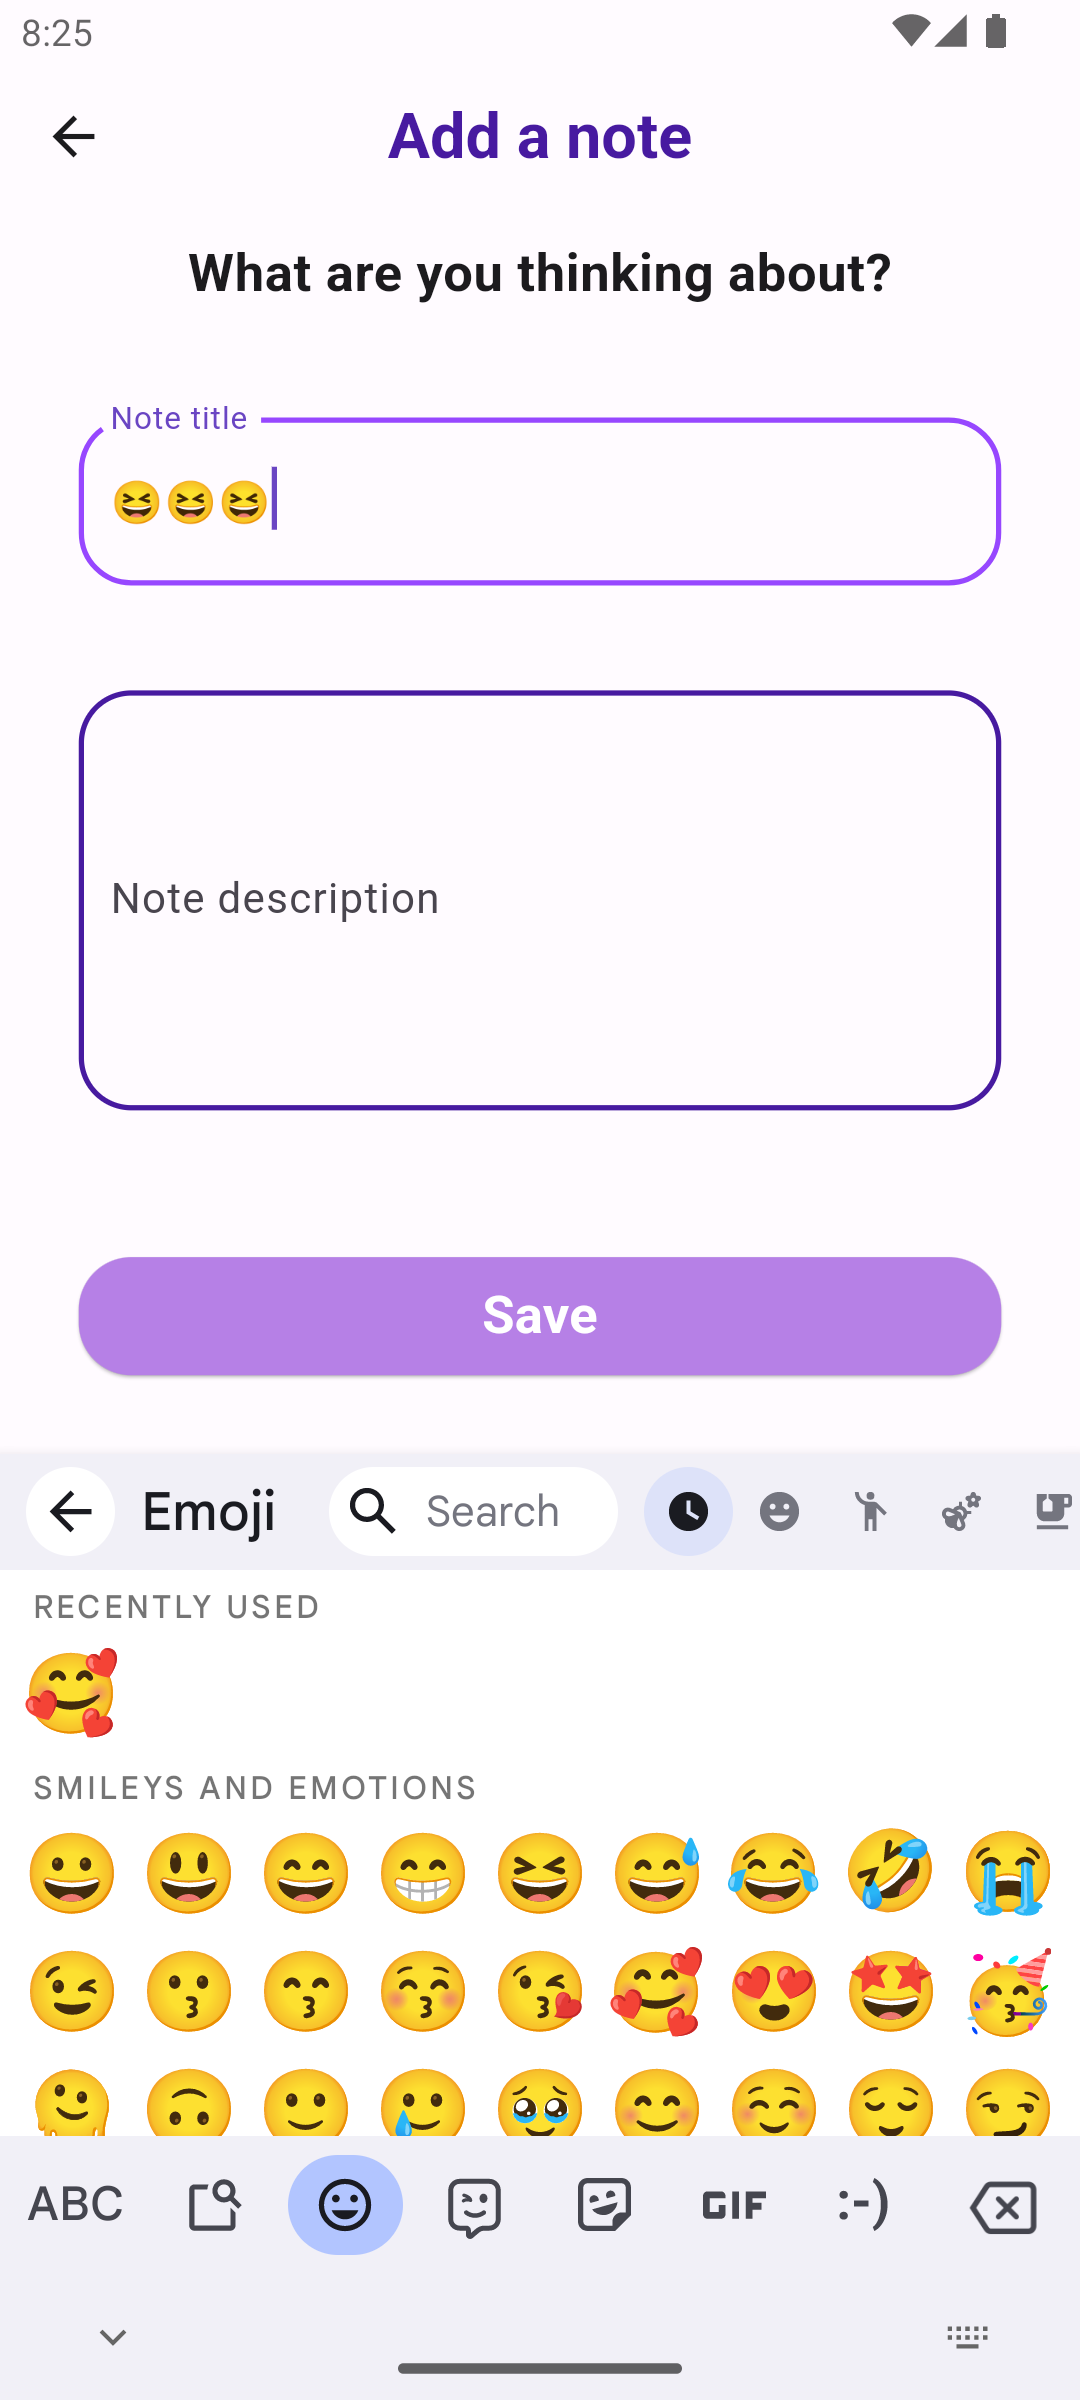 8:25
Add a note
What are you thinking about?
Note title
😆😆😆
Note description
Save
Emoji
Search
RECENTLY USED
SMILEYS AND EMOTIONS
ABC
GIF
:-)